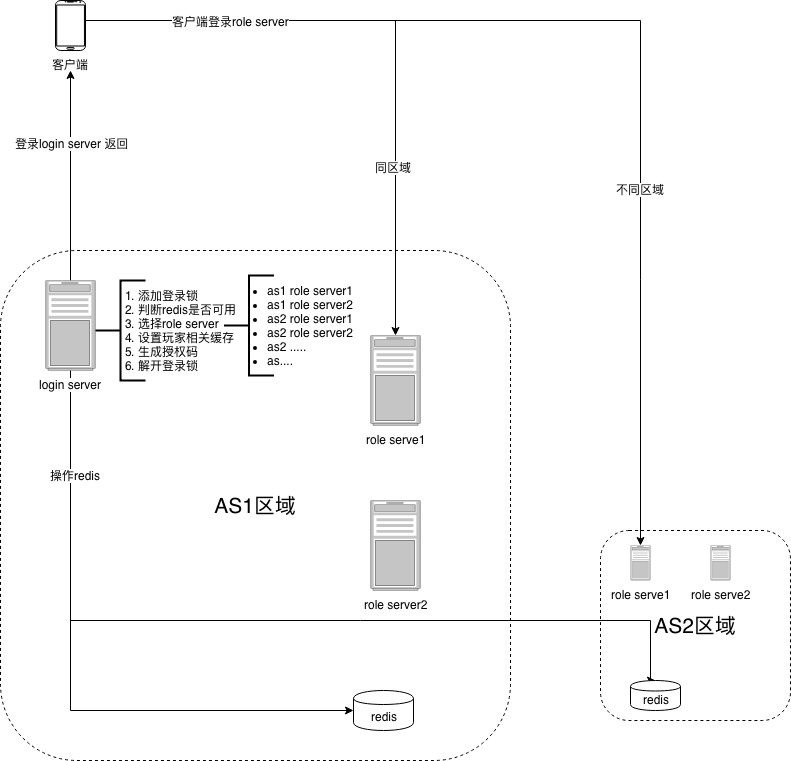 客户端登录role server
客户端
登录login server 返回
同区域
不同区域
1. 添加登录锁
2. 判断redis是否可用
3. 选择role server
4. 设置玩家相关缓存
5. 生成授权码
6. 解开登录锁
• as1 role server1
• as1 role server2
• as2 role server1
• as2 role server2
• as2 .....
• as....
login server
role serve1
操作redis
AS1区域
role server2
redis
role serve1
role serve2
AS2区域
redis